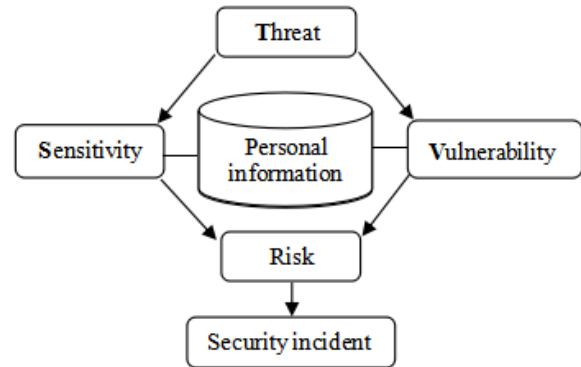 Threat
Sensitivity
Personal
information
Vulnerability
Risk
Security incident